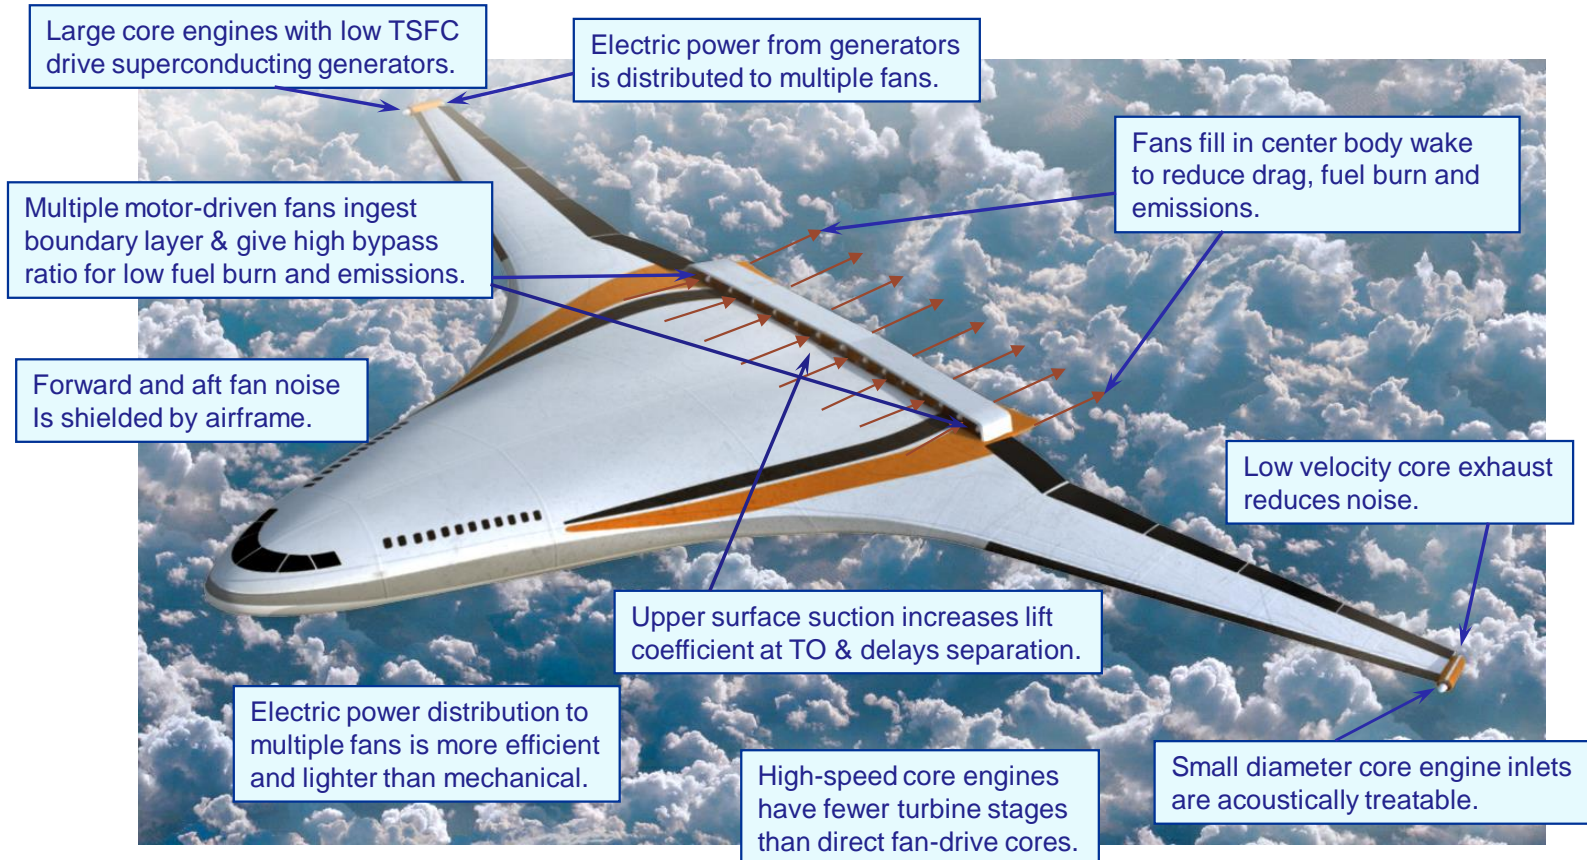 Large core engines with low TSFC
drive superconducting generators.
Electric power from generators
is distributed to multiple fans.
Fans fill in center body wake
to reduce drag, fuel burn and
emissions.
Multiple motor-driven fans ingest
boundary layer & give high bypass
ratio for low fuel burn and emissions.
Forward and aft fan noise
Is shielded by airframe.
Low velocity core exhaust
reduces noise.
Upper surface suction increases lift
coefficient at TO & delays separation.
Electric power distribution to
multiple fans is more efficient
and lighter than mechanical.
High-speed core engines
have fewer turbine stages
than direct fan-drive cores.
Small diameter core engine inlets
are acoustically treatable.